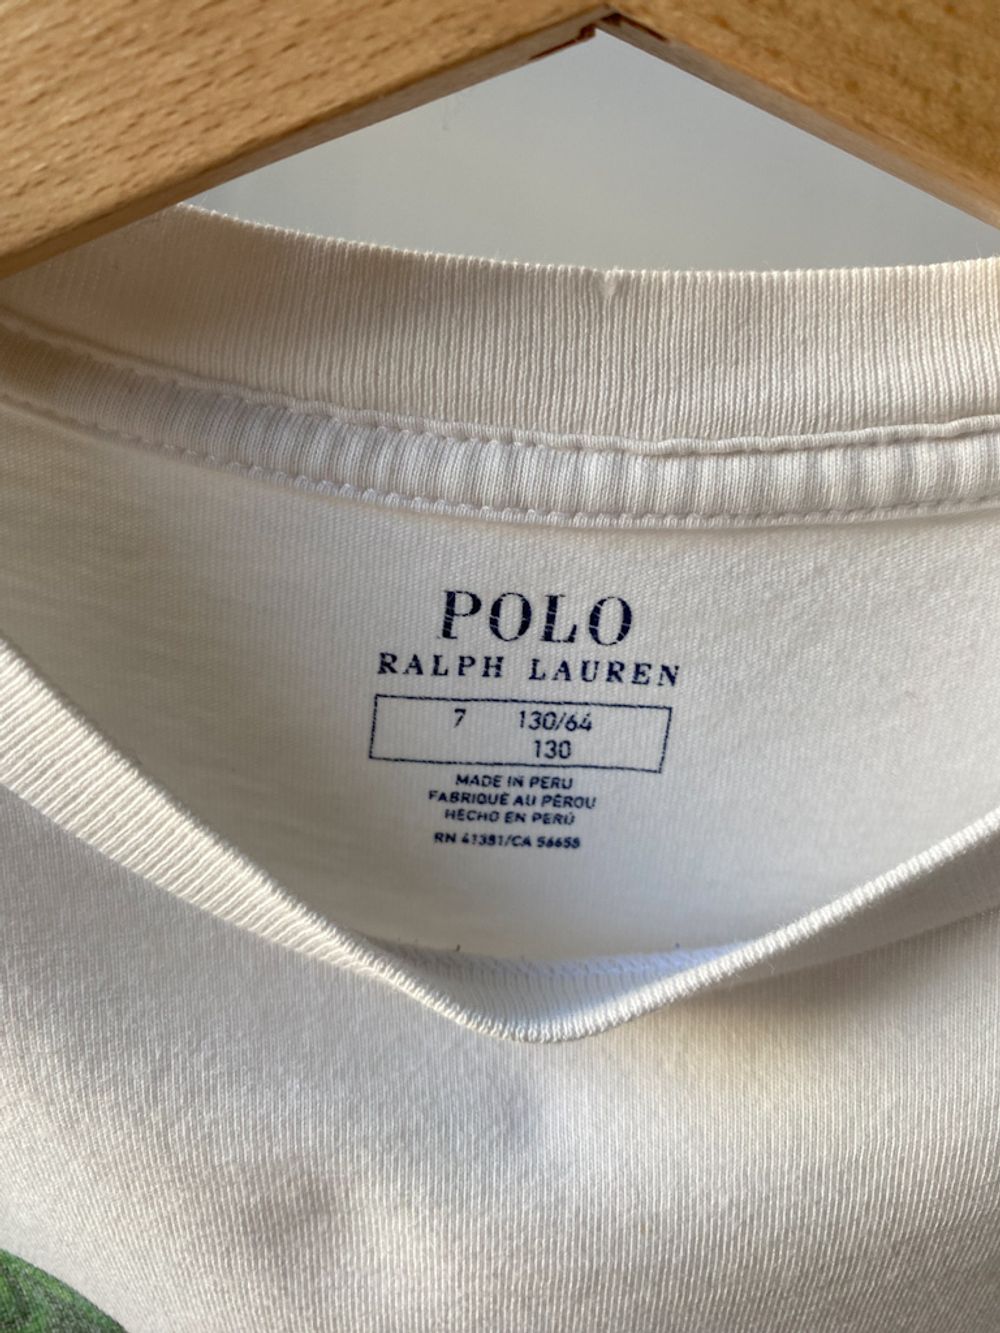 POLO
RALPH LAUREN
7 130/64
130
MADE IN PERU
FABRIQUÉ AU PÉROU
HECHO EN PERÚ
RN 41381/CA 56655